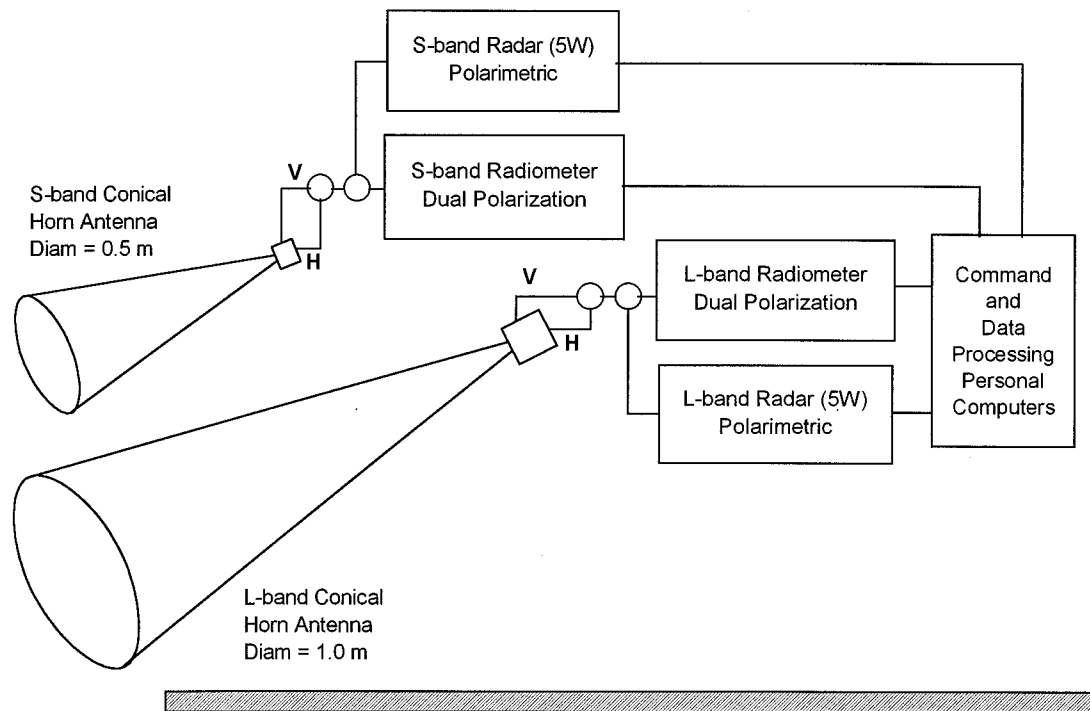 S-band Radar (5W)
Polarimetric
S-band Radiometer
Dual Polarization
V
H
S-band Conical
Horn Antenna
Diam = 0.5 m
L-band Radiometer
Dual Polarization
V
H
L-band Radar (5W)
Polarimetric
Command
and
Data
Processing
Personal
Computers
L-band Conical
Horn Antenna
Diam = 1.0 m